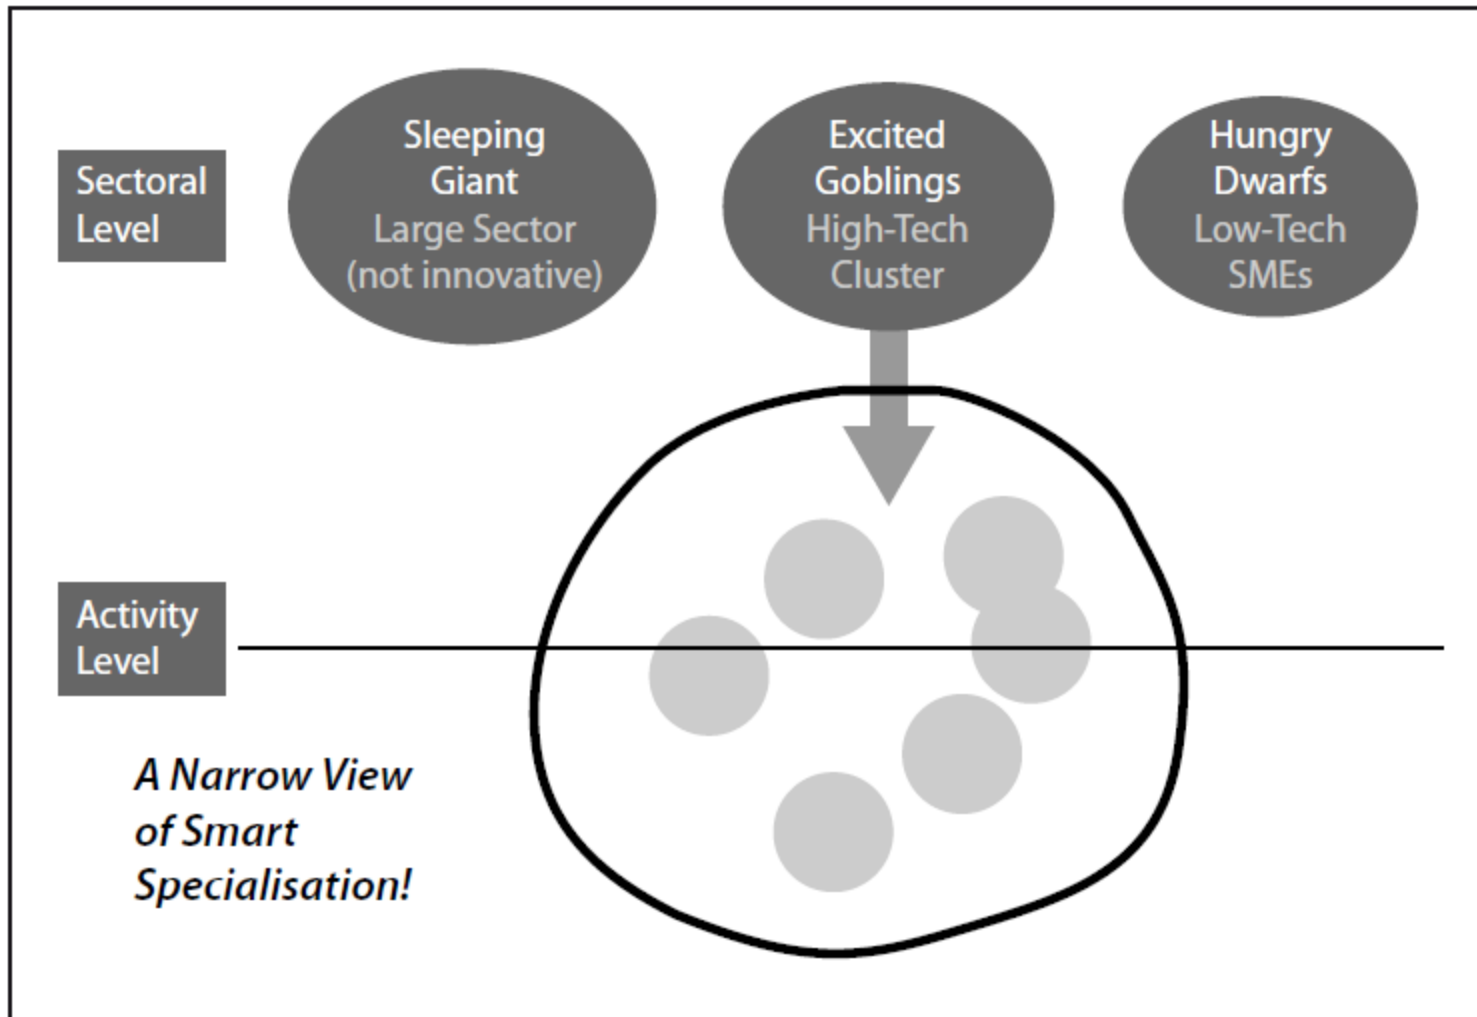 Sleeping
Giant
Large Sector
(not innovative)
Excited
Goblings
High-Tech
Cluster
Hungry
Dwarfs
Low-Tech
SMEs
Sectoral
Level
Activity
Level
A Narrow View
of Smart
Specialisation!